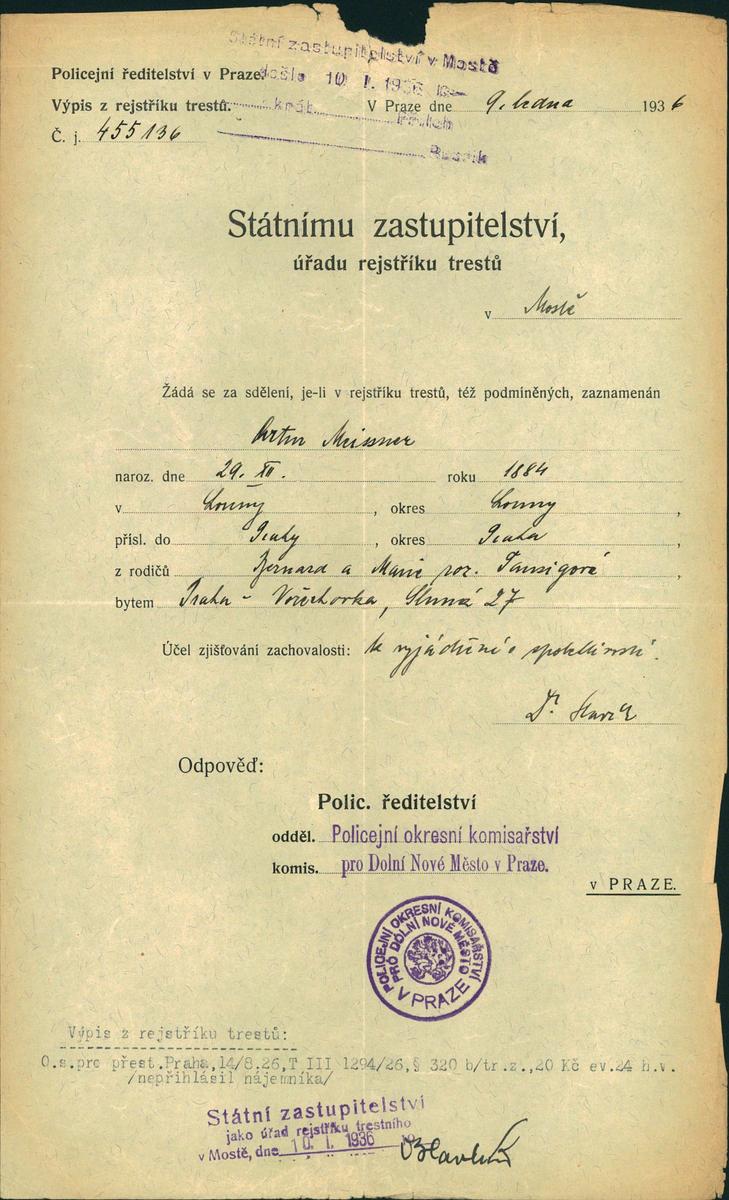 Státní zastupitelství v Mostě
Policejní ředitelství v Praze.
došlo 10. I. 1936
Výpis z rejstříku trestů.
krát příloh
V Praze dne 9. ledna 1936
Č. j. 455136
Státnímu zastupitelství,
úřadu rejstříku trestů
v Mostě
Žádá se za sdělení, je-li v rejstříku trestů, též podmíněných, zaznamenán
Artur Meissner
naroz. dne 29. XII. roku 1884
v Louny, okres Louny,
přísl. do Prahy, okres Praha,
z rodičů Bernard a Marie roz. Taussigová,
bytem Praha - Vořechovka, Slunná 27
Účel zjišťování zachovalosti: k vyjádření o spolehlivosti.
Dr.
Odpověď:
Polic. ředitelství
odděl. Policejní okresní komisařství
komis. pro Dolní Nové Město v Praze.
v PRAZE.
POLICEJNÍ OKRESNÍ KOMISAŘSTVÍ
PRO DOLNÍ NOVÉ MĚSTO
V PRAZE
Výpis z rejstříku trestů:
O.s.pro přest.Praha,14/8.26,T III 1294/26,§ 320 b/tr.z.,20 Kč ev.24 h.v.
/nepřihlásil nájemníka/
Státní zastupitelství
jako úřad rejstříku trestního
v Mostě, dne 10. I. 1936